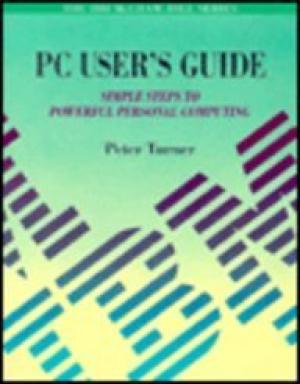 THE IBM McGRAW-HILL SERIES
PC USER'S GUIDE
SIMPLE STEPS TO
POWERFUL PERSONAL COMPUTING
Peter Turner